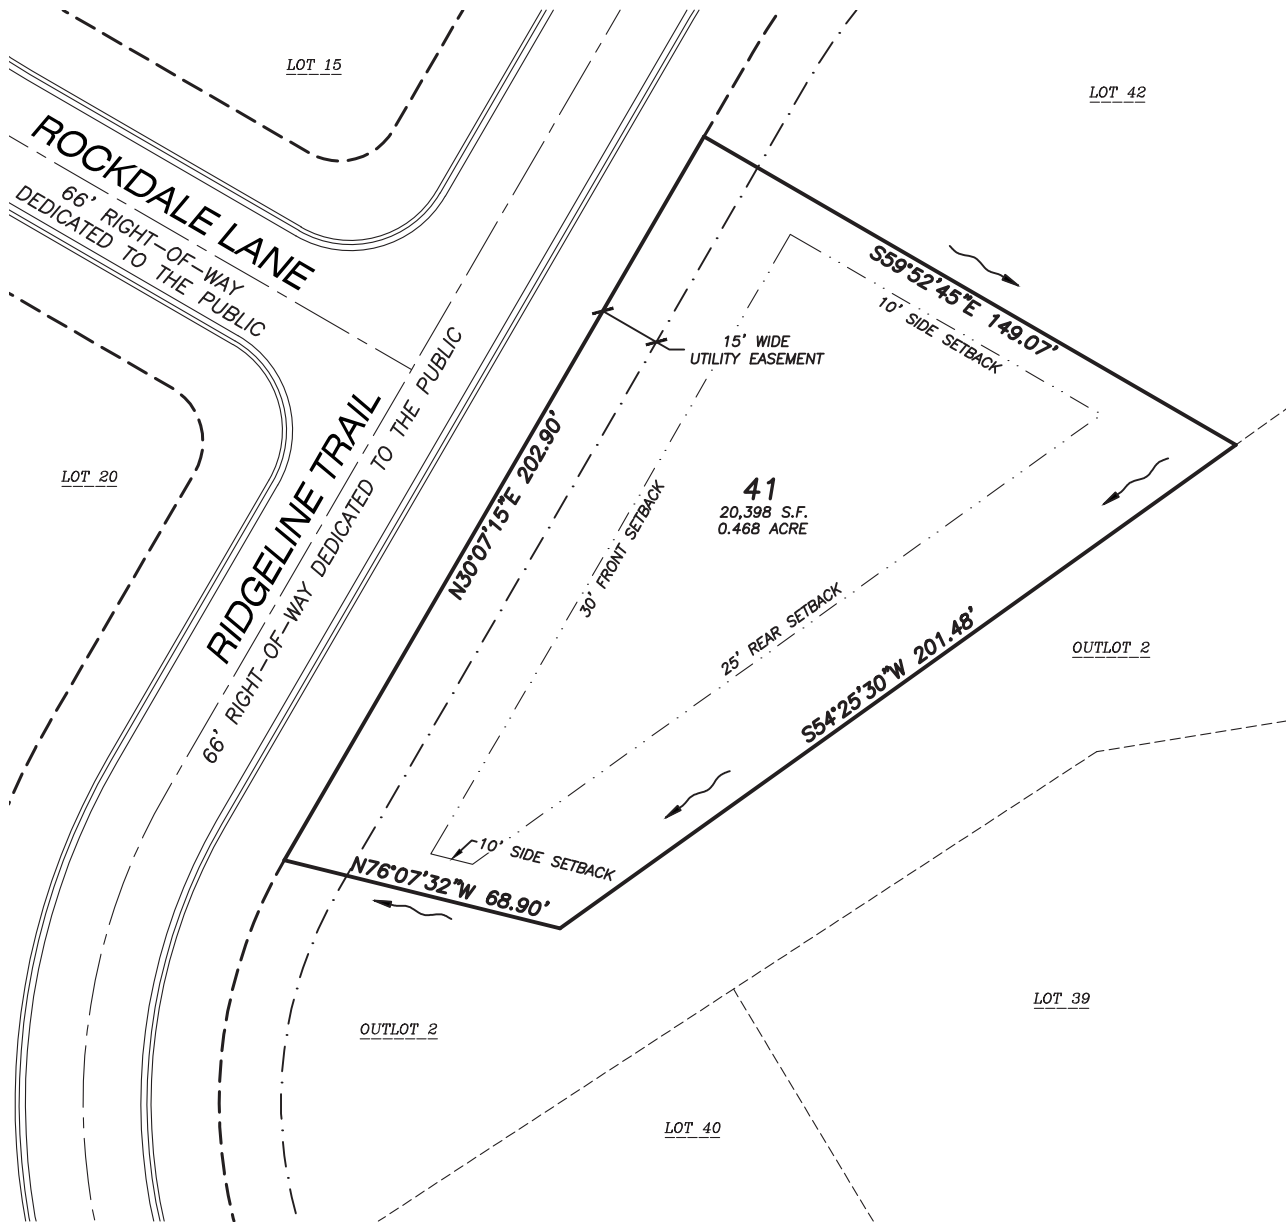 LOT 15
LOT 42
ROCKDALE LANE
66' RIGHT-OF-WAY
DEDICATED TO THE PUBLIC
S59°52'45"E 149.07'
10' SIDE SETBACK
15' WIDE
UTILITY EASEMENT
LOT 20
RIDGELINE TRAIL
66' RIGHT-OF-WAY DEDICATED TO THE PUBLIC
N30°07'15"E 202.90'
30' FRONT SETBACK
41
20,398 S.F.
0.468 ACRE
25' REAR SETBACK
S54°25'30"W 201.48'
OUTLOT 2
10' SIDE SETBACK
N76°07'32"W 68.90'
OUTLOT 2
LOT 39
LOT 40